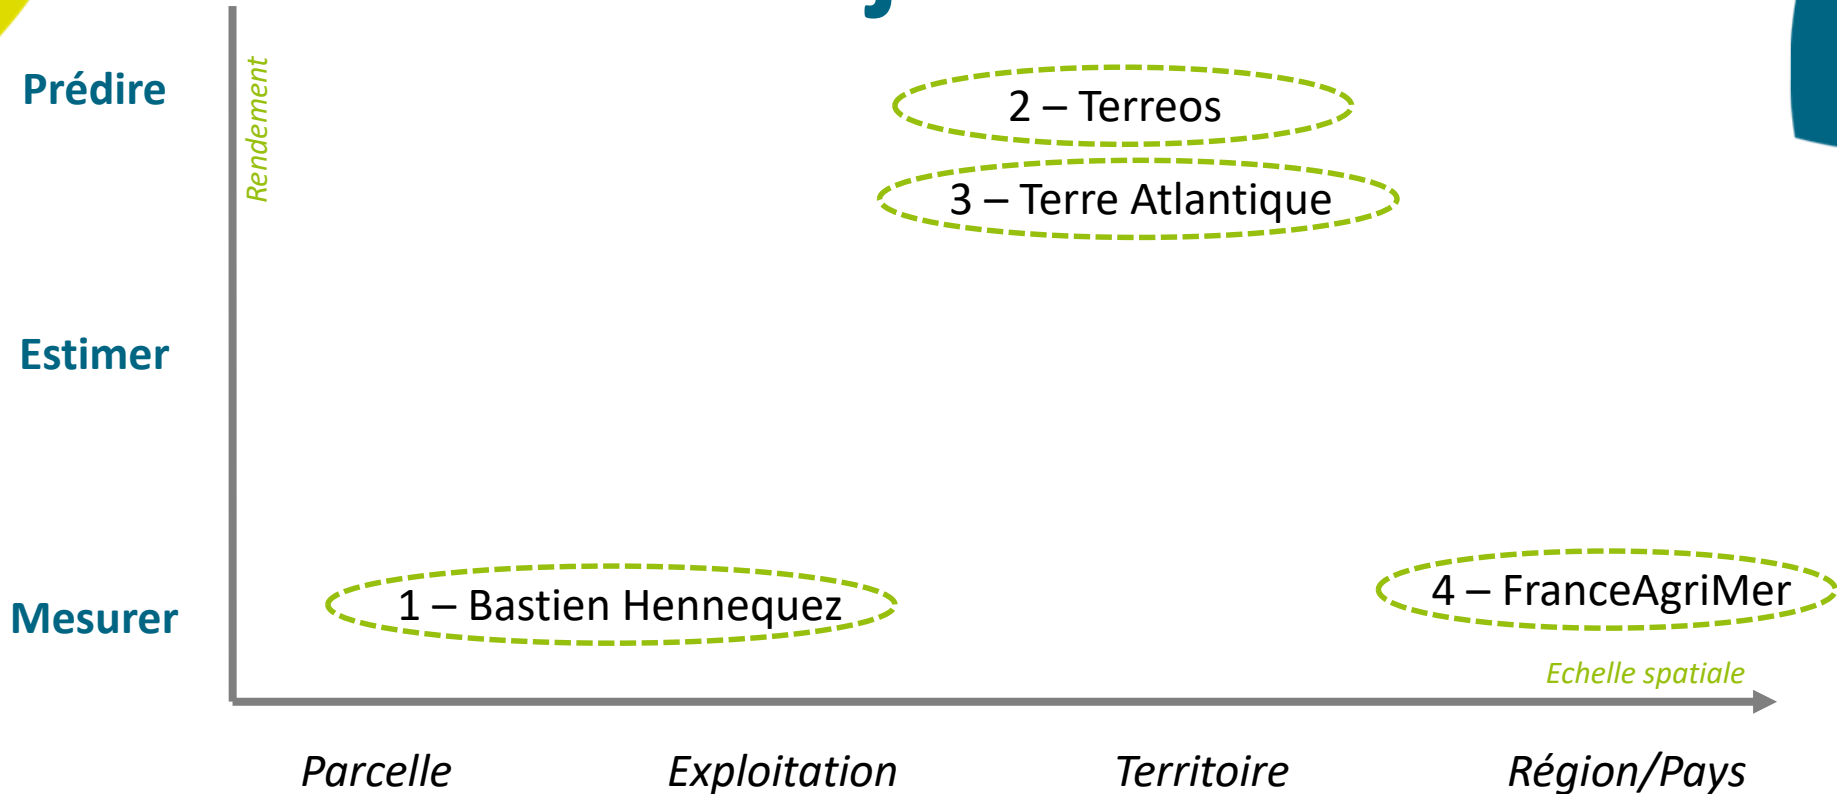 Prédire
Rendement
2 – Terreos
3 – Terre Atlantique
Estimer
Mesurer
1 – Bastien Hennequez
4 – FranceAgriMer
Echelle spatiale
Parcelle
Exploitation
Territoire
Région/Pays